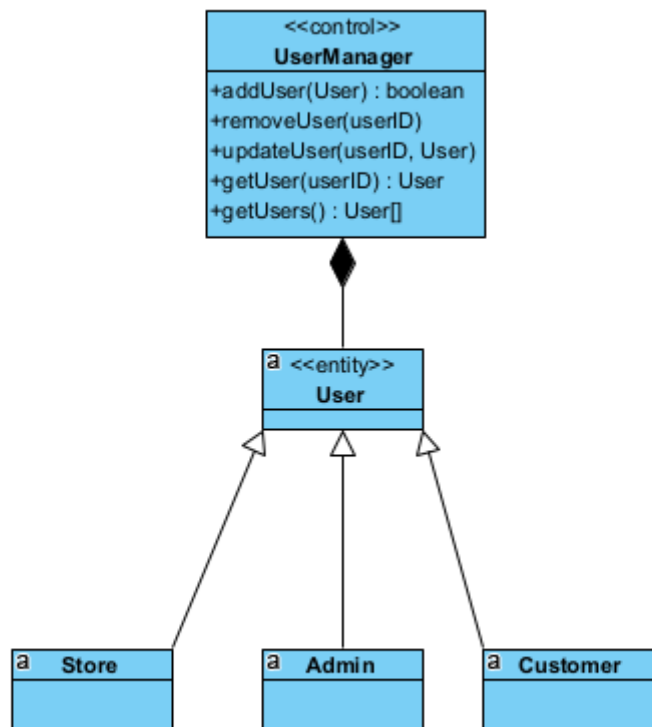 <<control>>
UserManager
+addUser(User) : boolean
+removeUser(userID)
+updateUser(userID, User)
+getUser(userID) : User
+getUsers() : User[]
a <<entity>>
User
a Store
a Admin
a Customer